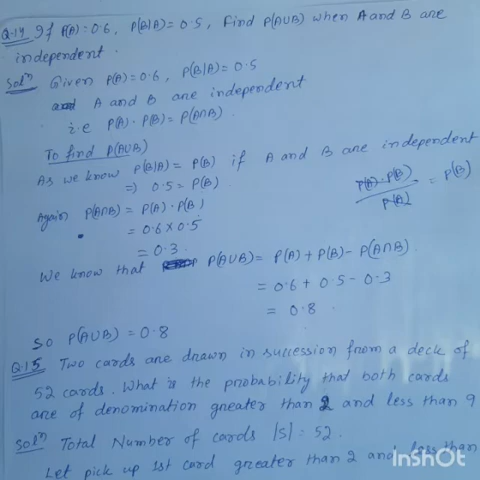 Q.14 If P(A)=0.6, P(B|A)=0.5, Find P(AUB) when A and B are
independent.
Solⁿ Given P(A)=0.6, P(B|A)=0.5
A and B are independent
i.e P(A)·P(B)=P(A∩B).
To find P(AUB)
As we know P(B|A)=P(B) if A and B are independent
⇒ 0.5=P(B)
P(A)·P(B)/P(A) = P(B)
Again P(A∩B)=P(A)·P(B)
=0.6×0.5
=0.3.
We know that P(AUB)=P(A)+P(B)-P(A∩B)
=0.6+0.5-0.3
=0.8.
So P(AUB)=0.8
Q.15 Two cards are drawn in succession from a deck of
52 cards. What is the probability that both cards
are of denomination greater than 2 and less than 9
Solⁿ Total Number of cards |S|=52.
Let pick up 1st card greater than 2 and less than
InShOt